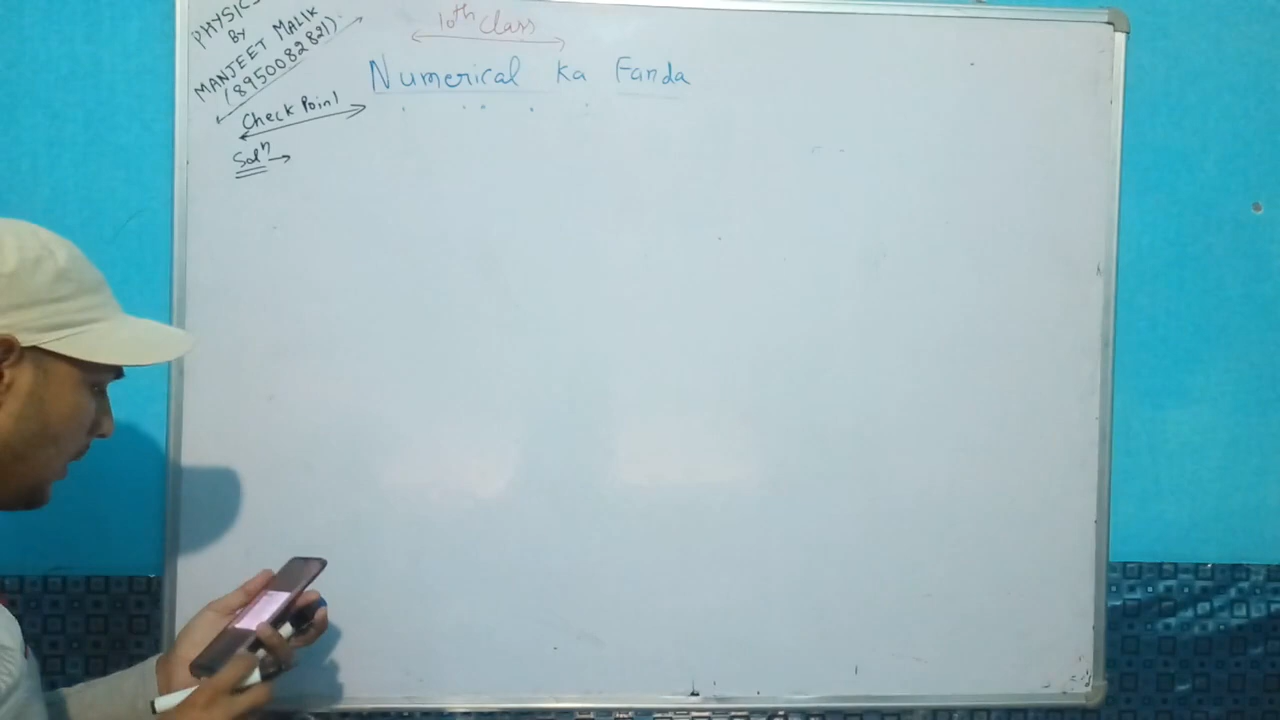 PHYSICS
By
MANJEET MALIK
(8950082821)
10th class
Numerical ka Fanda
Check Point
Solⁿ →